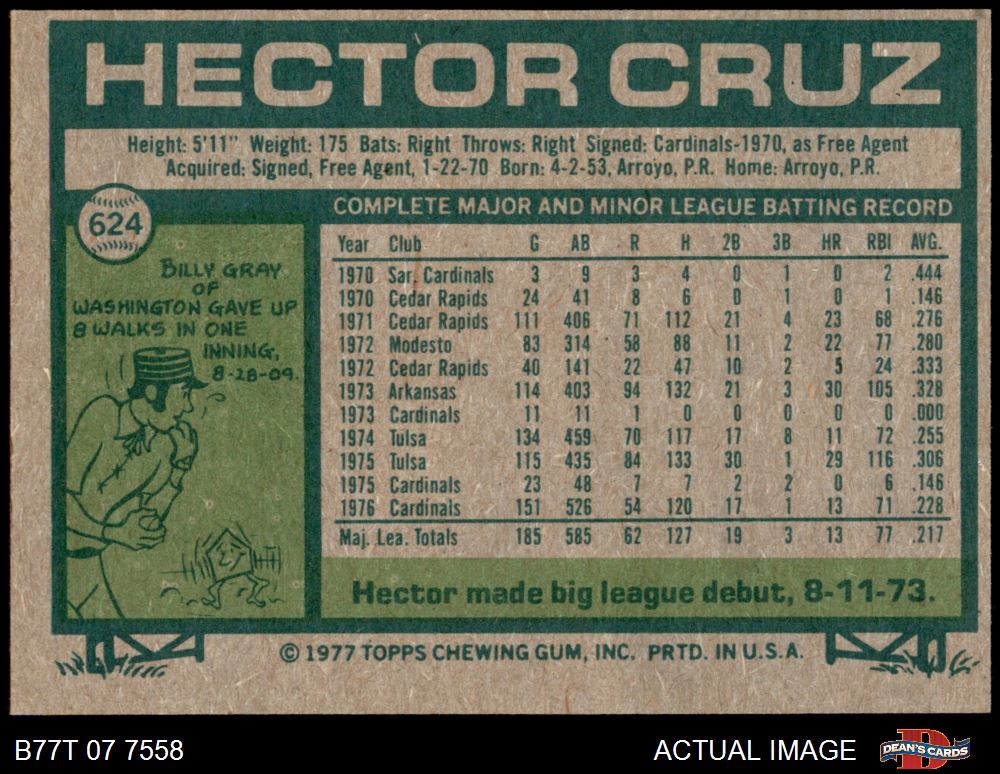 HECTOR CRUZ
Height: 5'11" Weight: 175 Bats: Right Throws: Right Signed: Cardinals-1970, as Free Agent
Acquired: Signed, Free Agent, 1-22-70 Born: 4-2-53, Arroyo, P.R. Home: Arroyo, P.R.
624
BILLY GRAY
OF
WASHINGTON GAVE UP
8 WALKS IN ONE
INNING,
8-28-09.
COMPLETE MAJOR AND MINOR LEAGUE BATTING RECORD
Year Club G AB R H 2B 3B HR RBI AVG.
1970 Sar. Cardinals 3 9 3 4 0 1 0 2 .444
1970 Cedar Rapids 24 41 8 6 0 1 0 1 .146
1971 Cedar Rapids 111 406 71 112 21 4 23 68 .276
1972 Modesto 83 314 58 88 11 2 22 77 .280
1972 Cedar Rapids 40 141 22 47 10 2 5 24 .333
1973 Arkansas 114 403 94 132 21 3 30 105 .328
1973 Cardinals 11 11 1 0 0 0 0 0 .000
1974 Tulsa 134 459 70 117 17 8 11 72 .255
1975 Tulsa 115 435 84 133 30 1 29 116 .306
1975 Cardinals 23 48 7 7 2 2 0 6 .146
1976 Cardinals 151 526 54 120 17 1 13 71 .228
Maj. Lea. Totals 185 585 62 127 19 3 13 77 .217
Hector made big league debut, 8-11-73.
© 1977 TOPPS CHEWING GUM, INC. PRTD. IN U.S.A.
B77T 07 7558
ACTUAL IMAGE
DEAN'S CARDS